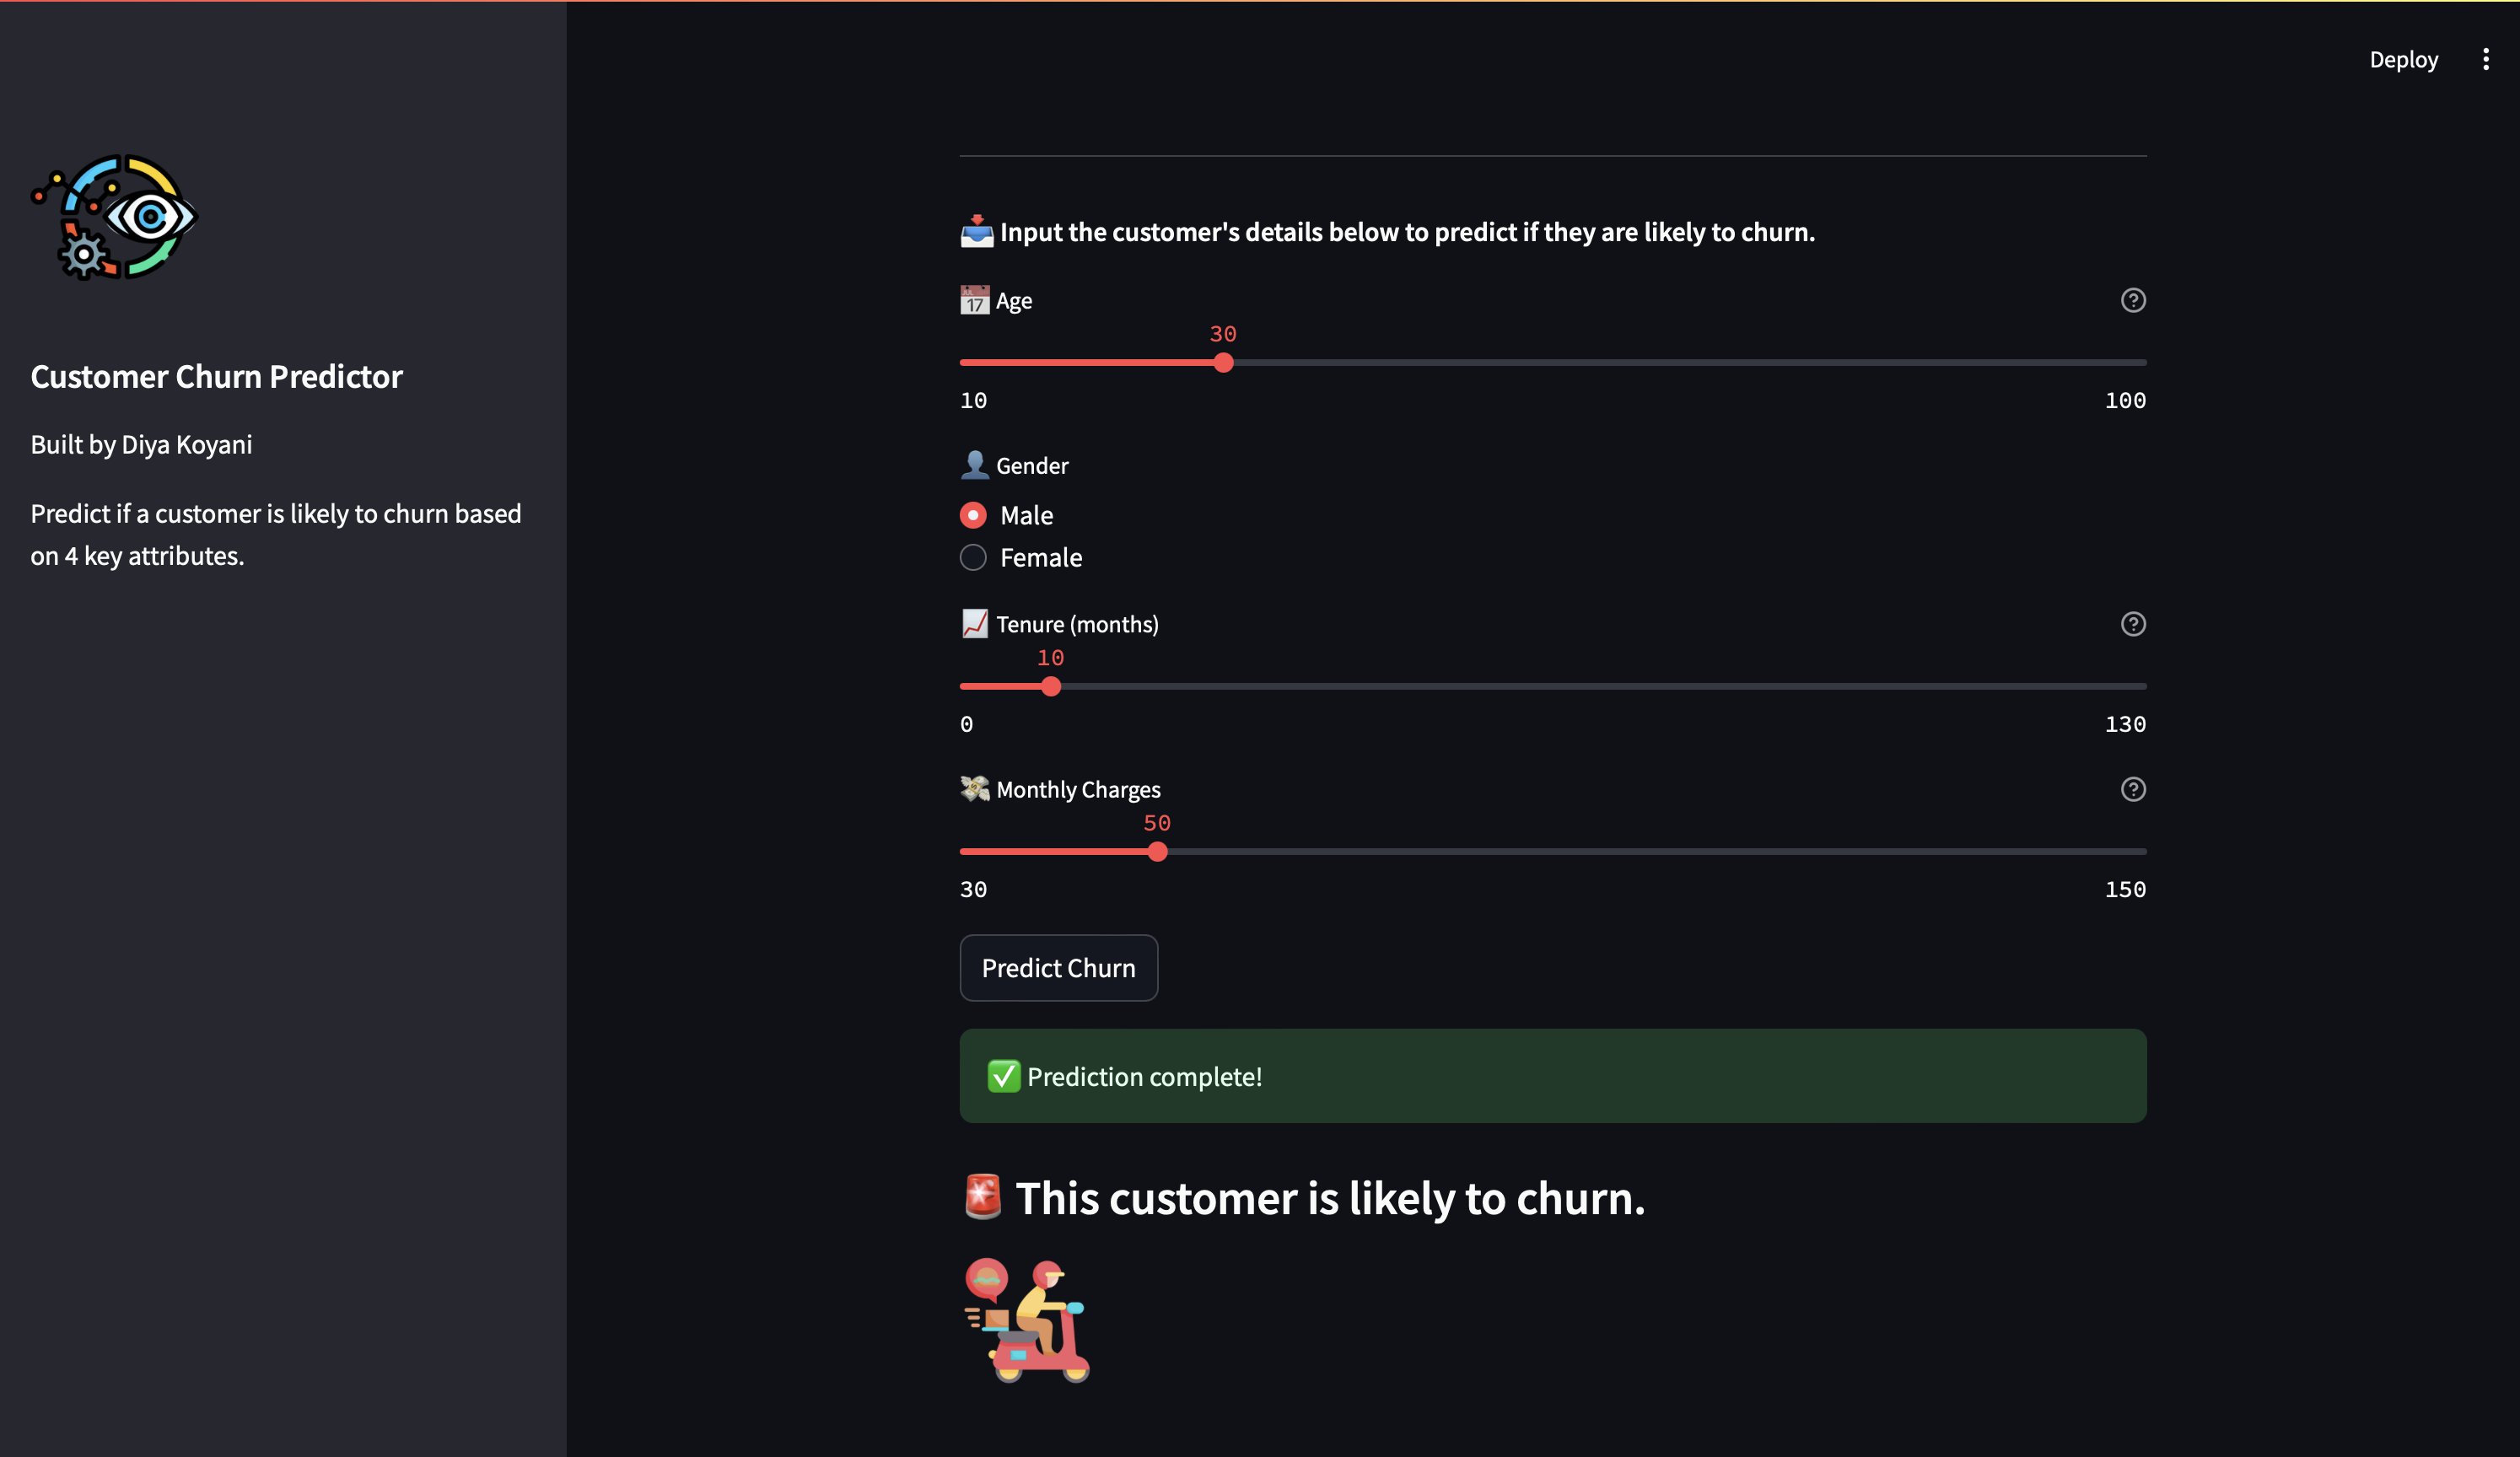 Deploy
Customer Churn Predictor
Built by Diya Koyani
Predict if a customer is likely to churn based
on 4 key attributes.
📥 Input the customer's details below to predict if they are likely to churn.
📅 Age
30
10 100
👤 Gender
Male
Female
📈 Tenure (months)
10
0 130
💸 Monthly Charges
50
30 150
Predict Churn
✅ Prediction complete!
🚨 This customer is likely to churn.